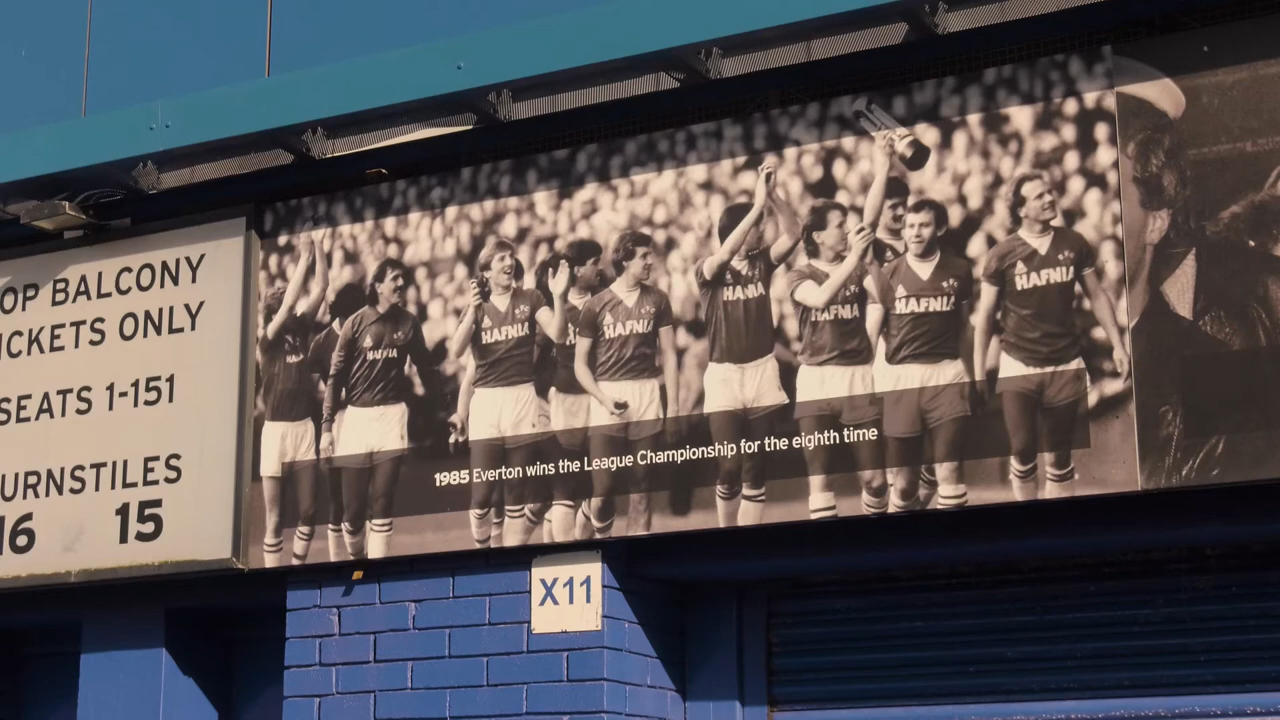 OP BALCONY
ICKETS ONLY
SEATS 1-151
URNSTILES
16 15
HAFNIA
HAFNIA
HAFNIA
HAFNIA
HAFNIA
HAFNIA
HAFNIA
1985 Everton wins the League Championship for the eighth time
X11